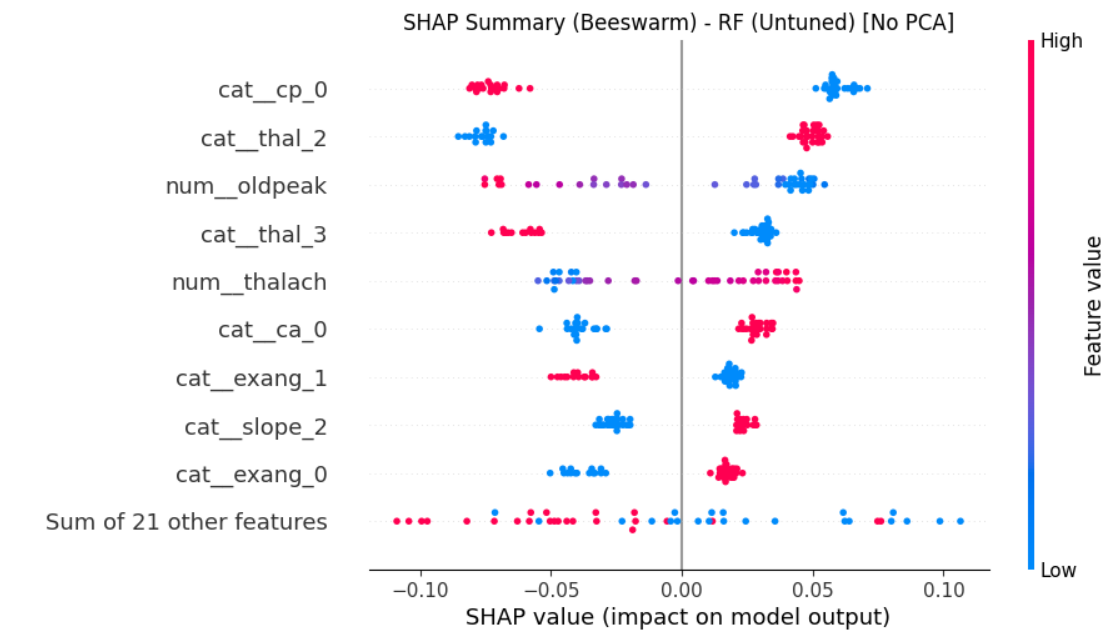 SHAP Summary (Beeswarm) - RF (Untuned) [No PCA]
High
cat__cp_0
cat__thal_2
num__oldpeak
cat__thal_3
num__thalach
cat__ca_0
cat__exang_1
cat__slope_2
cat__exang_0
Sum of 21 other features
Feature value
Low
−0.10 −0.05 0.00 0.05 0.10
SHAP value (impact on model output)